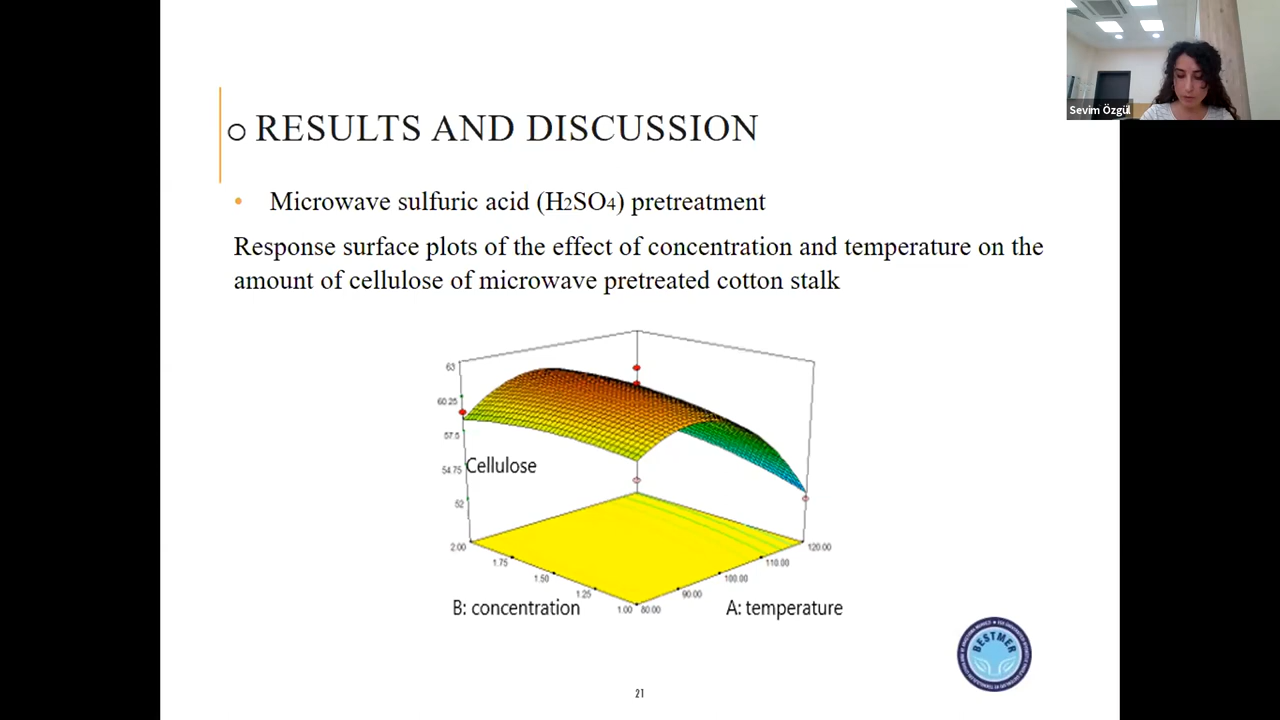 Sevim Özgül
○ RESULTS AND DISCUSSION
• Microwave sulfuric acid (H2SO4) pretreatment
Response surface plots of the effect of concentration and temperature on the
amount of cellulose of microwave pretreated cotton stalk
63
60.25
57.5
54.75
52
Cellulose
2.00
1.75
1.50
1.25
1.00
80.00
90.00
100.00
110.00
120.00
B: concentration
A: temperature
BESTMER
21